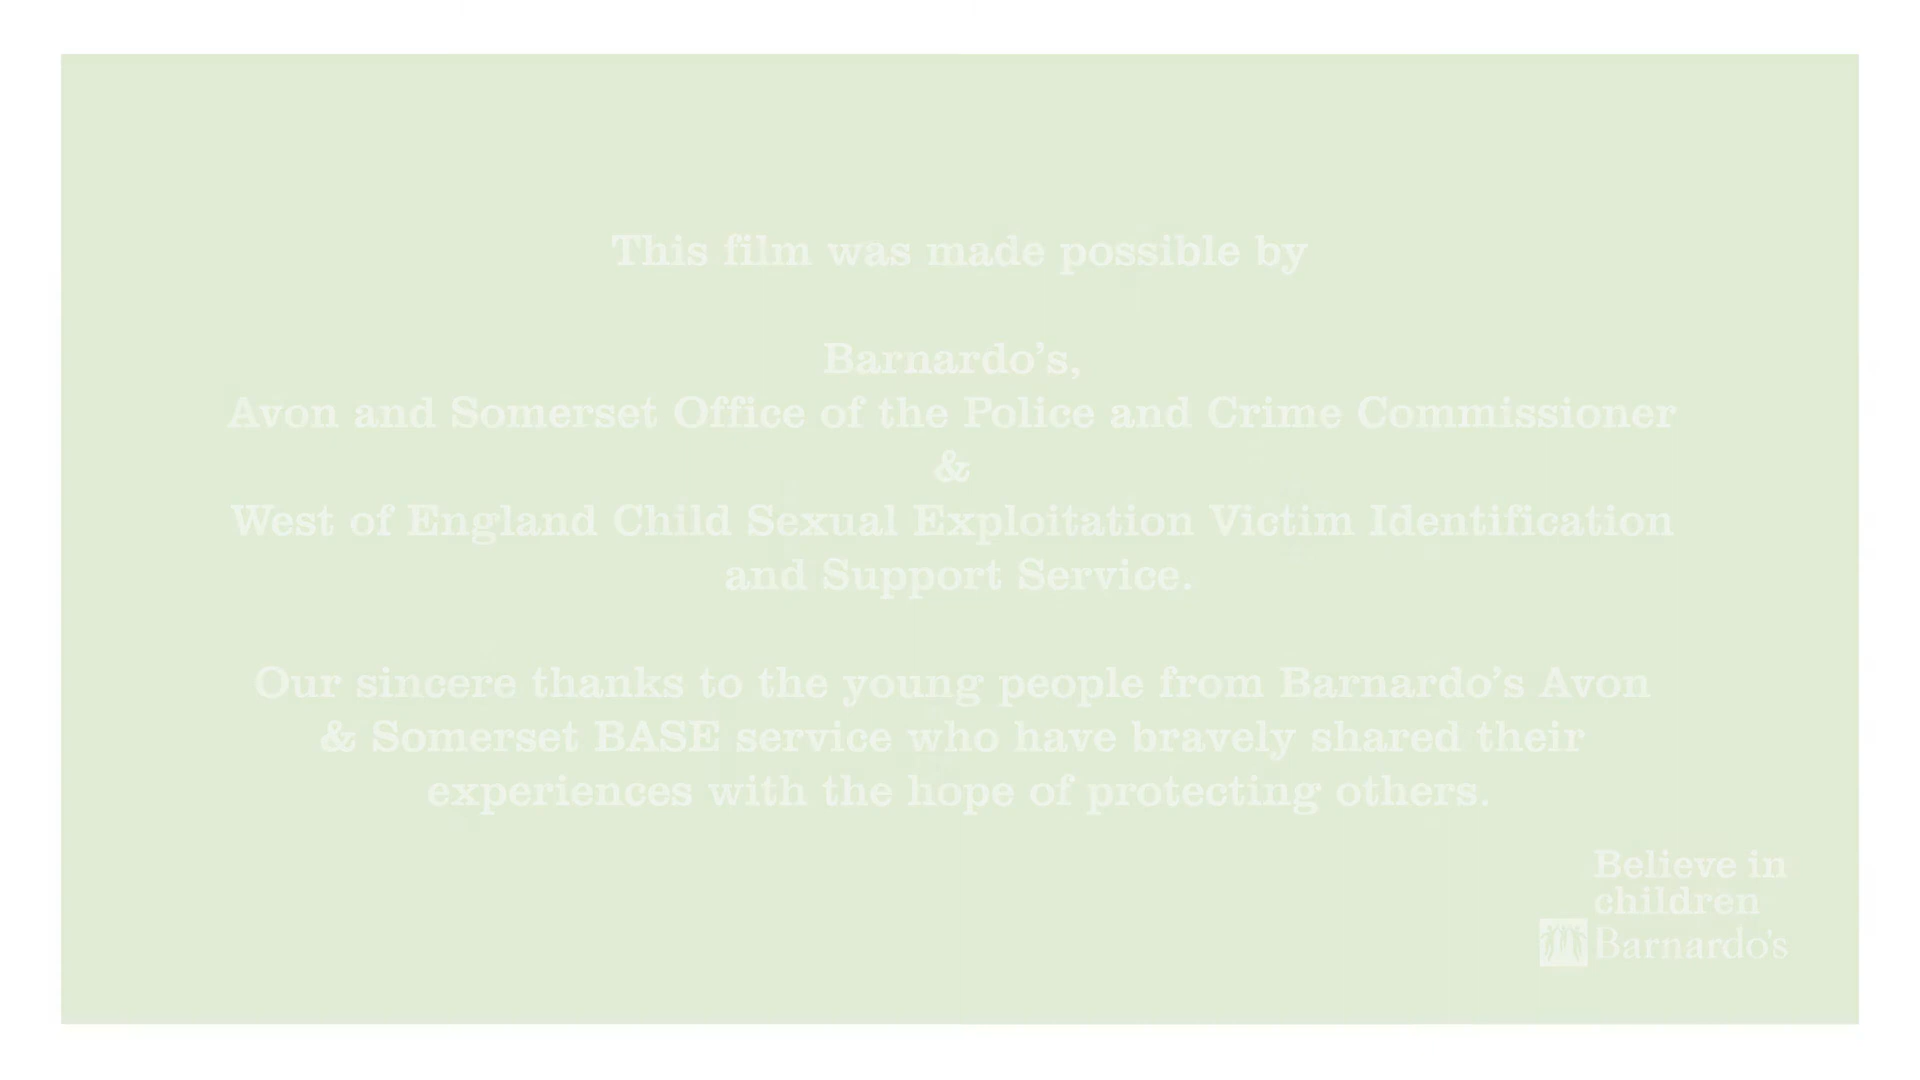 This film was made possible by
Barnardo’s,
Avon and Somerset Office of the Police and Crime Commissioner
&
West of England Child Sexual Exploitation Victim Identification
and Support Service.
Our sincere thanks to the young people from Barnardo’s Avon
& Somerset BASE service who have bravely shared their
experiences with the hope of protecting others.
Believe in
children
Barnardo's